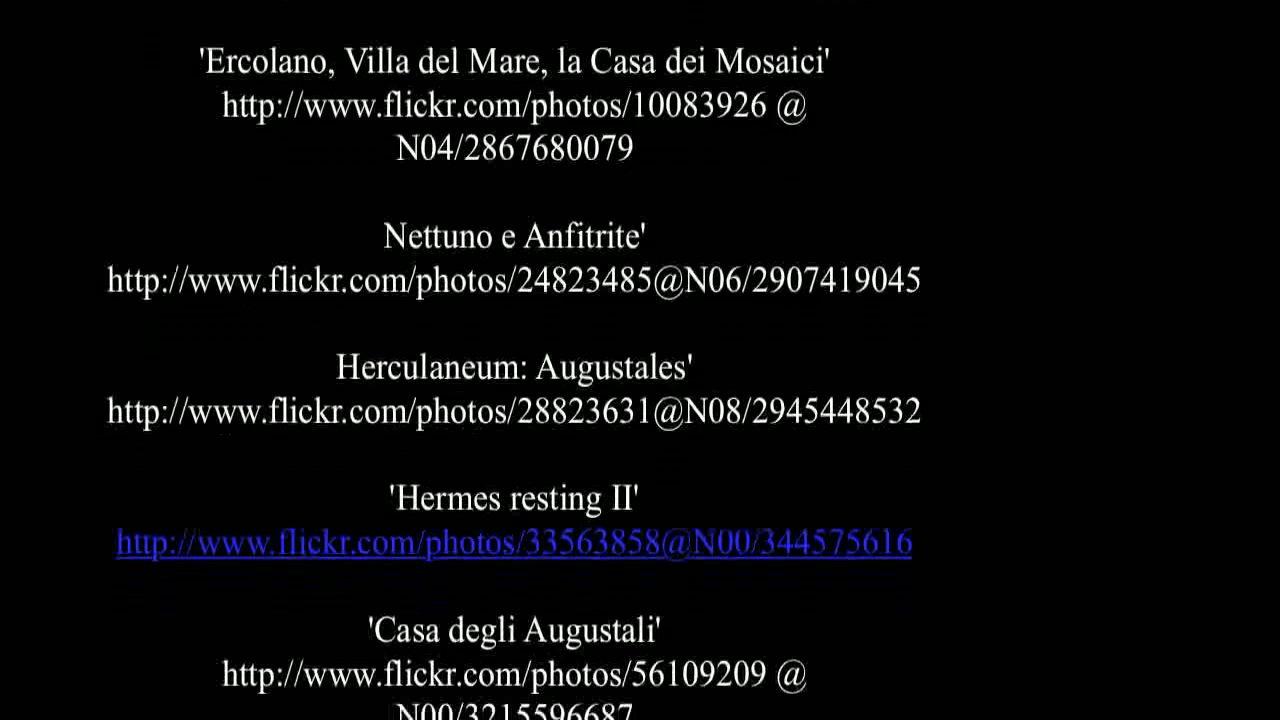 'Ercolano, Villa del Mare, la Casa dei Mosaici'
http://www.flickr.com/photos/10083926 @
N04/2867680079
Nettuno e Anfitrite'
http://www.flickr.com/photos/24823485@N06/2907419045
Herculaneum: Augustales'
http://www.flickr.com/photos/28823631@N08/2945448532
'Hermes resting II'
http://www.flickr.com/photos/33563858@N00/344575616
'Casa degli Augustali'
http://www.flickr.com/photos/56109209 @
N00/3215596687